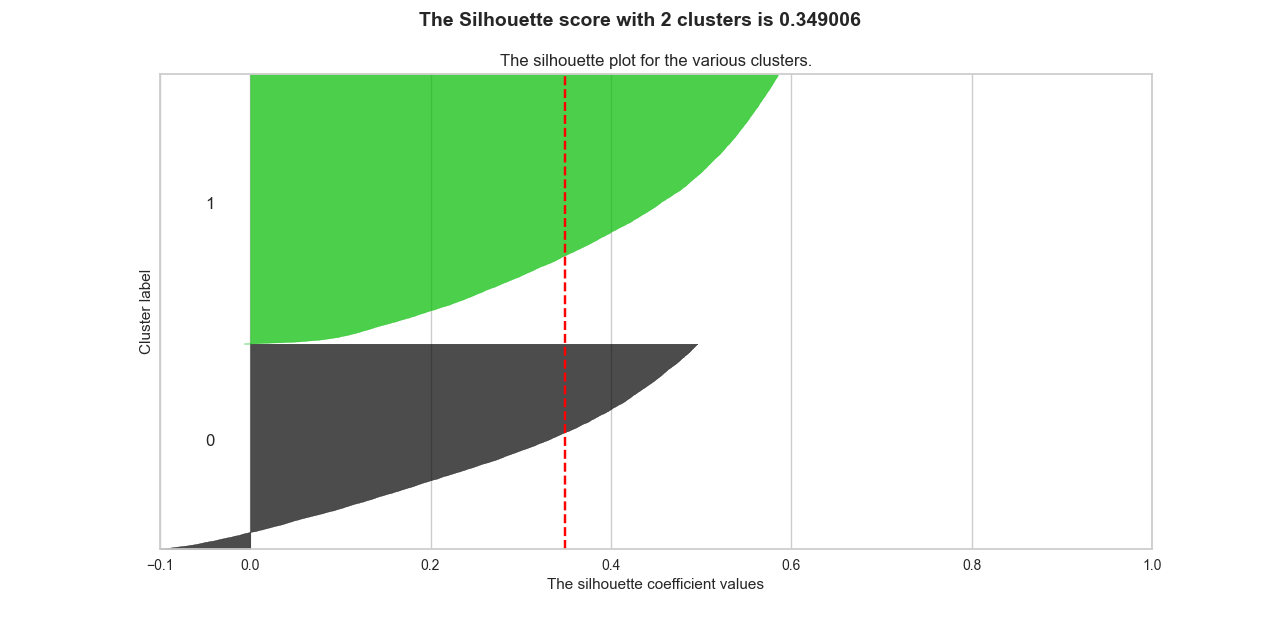 The Silhouette score with 2 clusters is 0.349006
The silhouette plot for the various clusters.
Cluster label
1
0
−0.1 0.0 0.2 0.4 0.6 0.8 1.0
The silhouette coefficient values